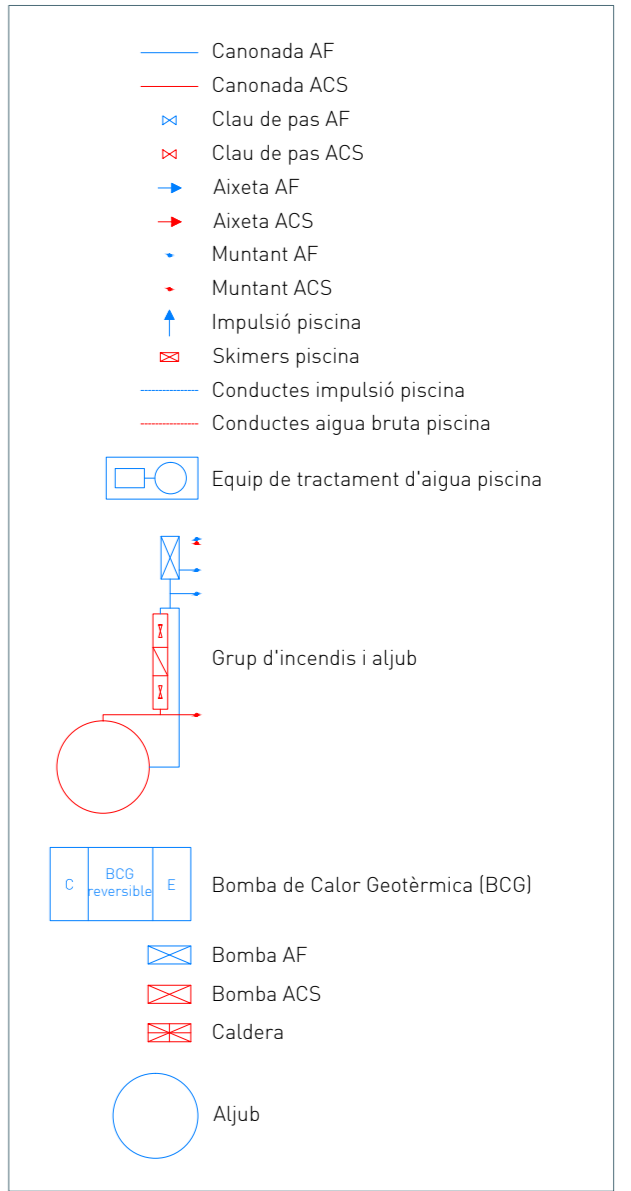 Canonada AF
Canonada ACS
Clau de pas AF
Clau de pas ACS
Aixeta AF
Aixeta ACS
Muntant AF
Muntant ACS
Impulsió piscina
Skimers piscina
Conductes impulsió piscina
Conductes aigua bruta piscina
Equip de tractament d'aigua piscina
Grup d'incendis i aljub
C
BCG
reversible
E
Bomba de Calor Geotèrmica (BCG)
Bomba AF
Bomba ACS
Caldera
Aljub